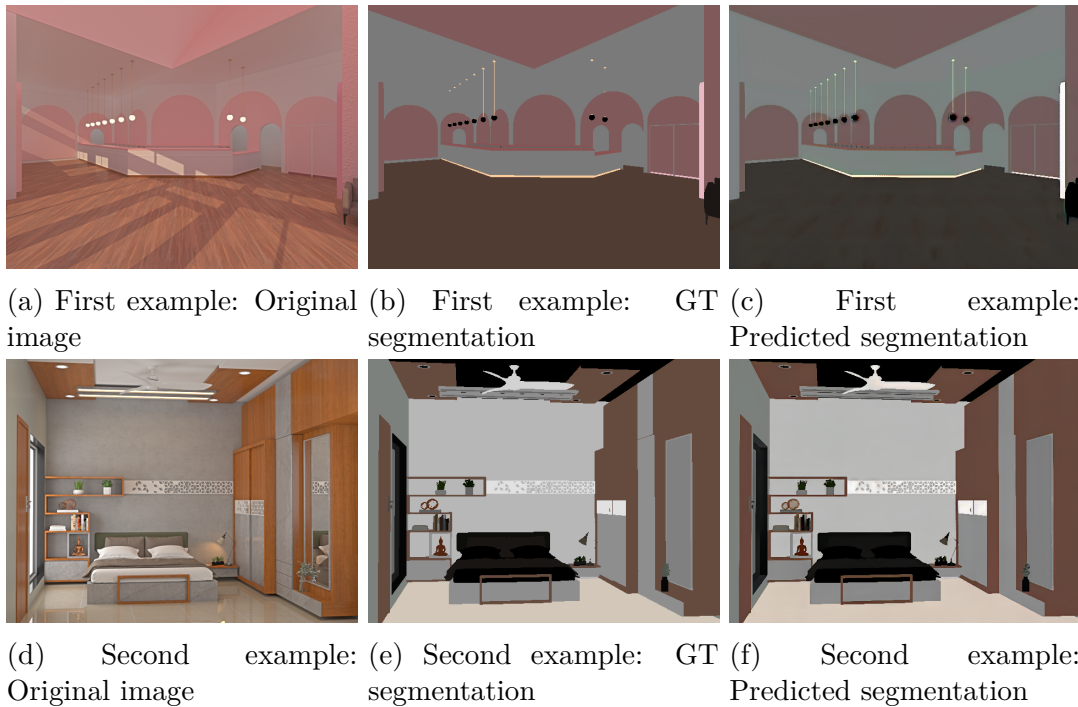 (a) First example: Original
image
(b) First example: GT
segmentation
(c) First example:
Predicted segmentation
(d) Second example:
Original image
(e) Second example: GT
segmentation
(f) Second example:
Predicted segmentation